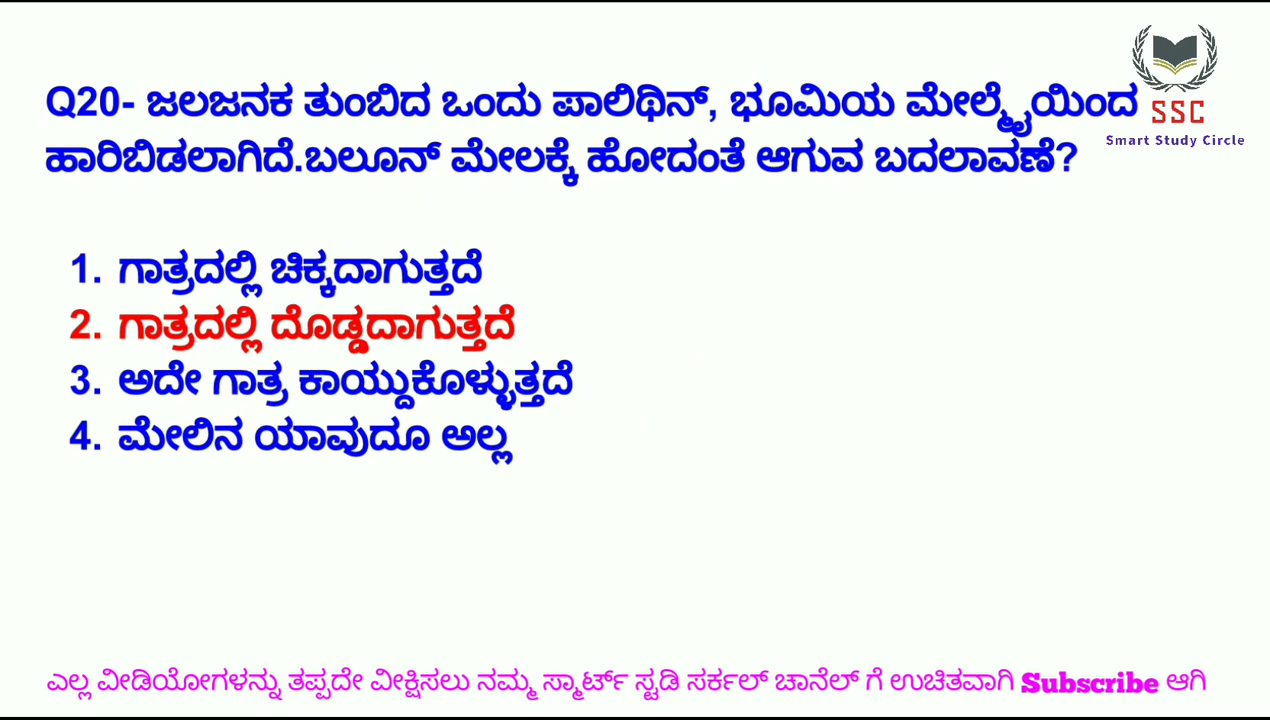 Q20- ಜಲಜನಕ ತುಂಬಿದ ಒಂದು ಪಾಲಿಥಿನ್, ಭೂಮಿಯ ಮೇಲ್ಮೈಯಿಂದ
ಹಾರಿಬಿಡಲಾಗಿದೆ.ಬಲೂನ್ ಮೇಲಕ್ಕೆ ಹೋದಂತೆ ಆಗುವ ಬದಲಾವಣೆ?
SSC
Smart Study Circle
1. ಗಾತ್ರದಲ್ಲಿ ಚಿಕ್ಕದಾಗುತ್ತದೆ
2. ಗಾತ್ರದಲ್ಲಿ ದೊಡ್ಡದಾಗುತ್ತದೆ
3. ಅದೇ ಗಾತ್ರ ಕಾಯ್ದುಕೊಳ್ಳುತ್ತದೆ
4. ಮೇಲಿನ ಯಾವುದೂ ಅಲ್ಲ
ಎಲ್ಲ ವೀಡಿಯೋಗಳನ್ನು ತಪ್ಪದೇ ವೀಕ್ಷಿಸಲು ನಮ್ಮ ಸ್ಮಾರ್ಟ್ ಸ್ಟಡಿ ಸರ್ಕಲ್ ಚಾನೆಲ್ ಗೆ ಉಚಿತವಾಗಿ Subscribe ಆಗಿ